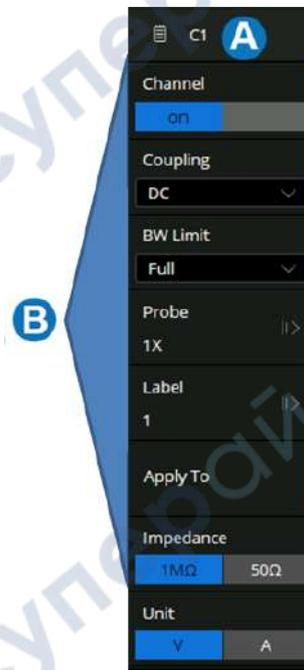 C1 A
Channel
on
Coupling
DC
BW Limit
Full
B
Probe
1X
Label
1
Apply To
Impedance
1MΩ 50Ω
Unit
V A